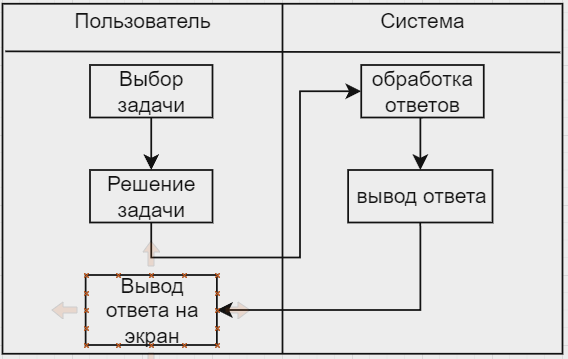 Пользователь
Система
Выбор
задачи
обработка
ответов
Решение
задачи
вывод ответа
Вывод
ответа на
экран